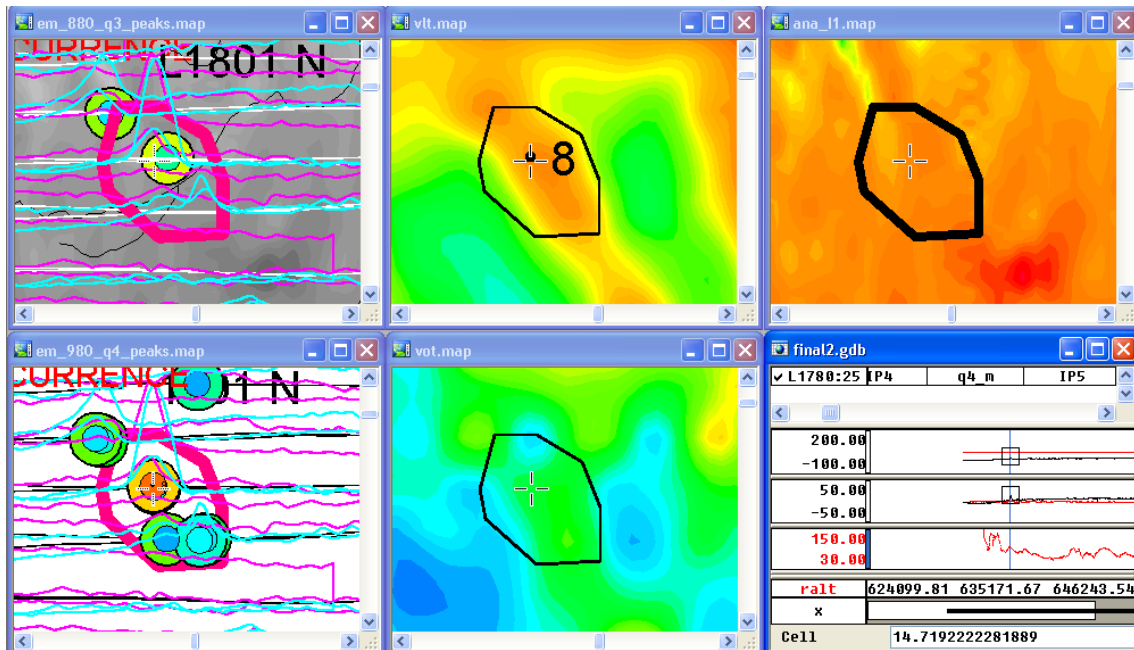 em_880_q3_peaks.map
CURRENCE
L1801 N
vlt.map
8
ana_l1.map
em_980_q4_peaks.map
CURRENCE
01 N
vot.map
final2.gdb
L1780:25 IP4 q4_m IP5
200.00
-100.00
50.00
-50.00
150.00
30.00
ralt 624099.81 635171.67 646243.54
x
Cell 14.7192222281889